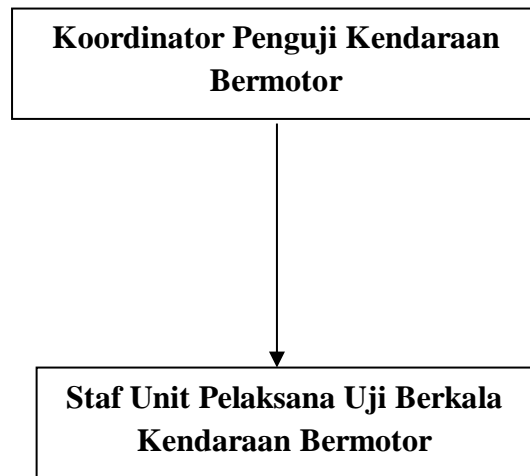 Koordinator Penguji Kendaraan
Bermotor
Staf Unit Pelaksana Uji Berkala
Kendaraan Bermotor